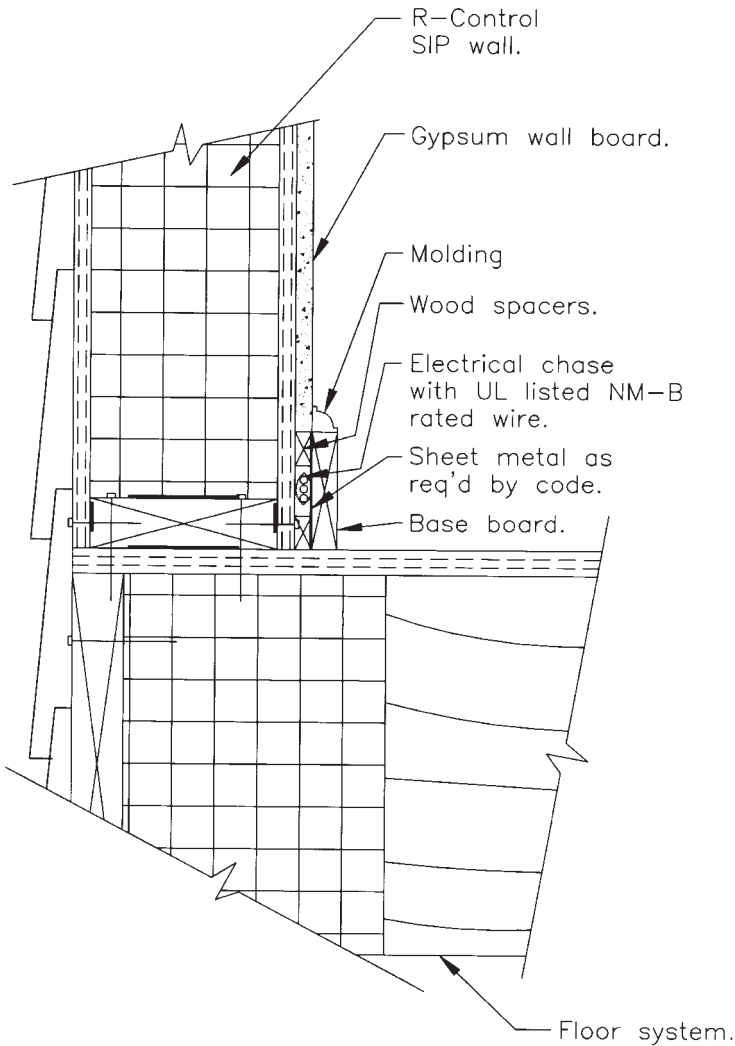 R-Control
SIP wall.
Gypsum wall board.
Molding
Wood spacers.
Electrical chase
with UL listed NM-B
rated wire.
Sheet metal as
req'd by code.
Base board.
Floor system.